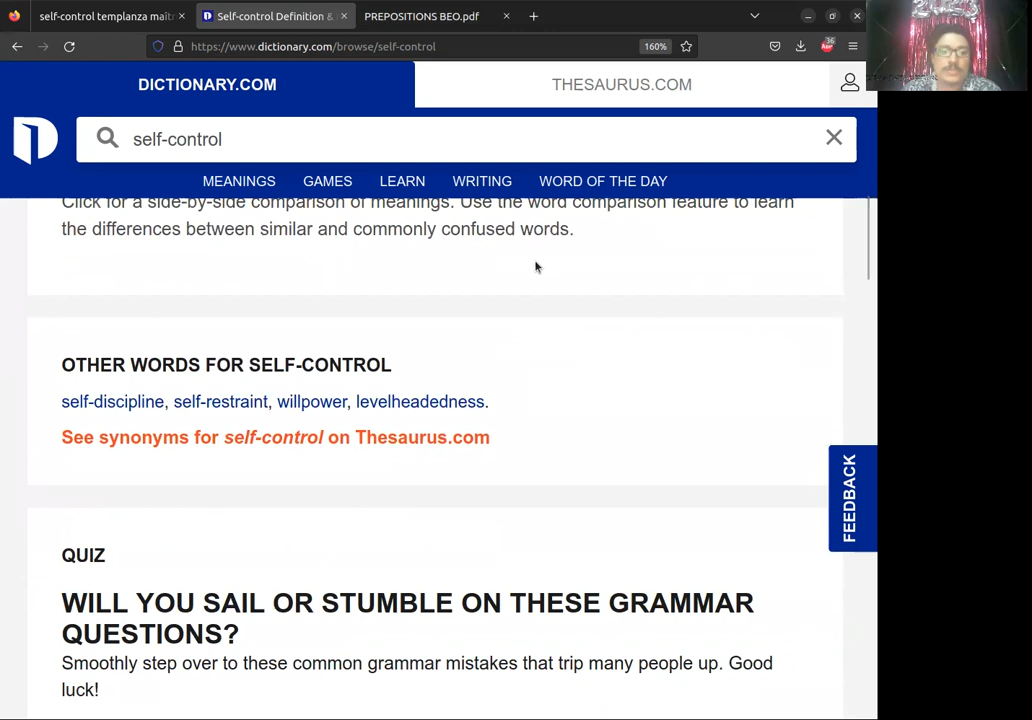 self-control templanza maît
Self-control Definition &
PREPOSITIONS BEO.pdf
https://www.dictionary.com/browse/self-control
160%
36
DICTIONARY.COM
THESAURUS.COM
self-control
MEANINGS GAMES LEARN WRITING WORD OF THE DAY
Click for a side-by-side comparison of meanings. Use the word comparison feature to learn
the differences between similar and commonly confused words.
OTHER WORDS FOR SELF-CONTROL
self-discipline, self-restraint, willpower, levelheadedness.
See synonyms for self-control on Thesaurus.com
FEEDBACK
QUIZ
WILL YOU SAIL OR STUMBLE ON THESE GRAMMAR
QUESTIONS?
Smoothly step over to these common grammar mistakes that trip many people up. Good
luck!